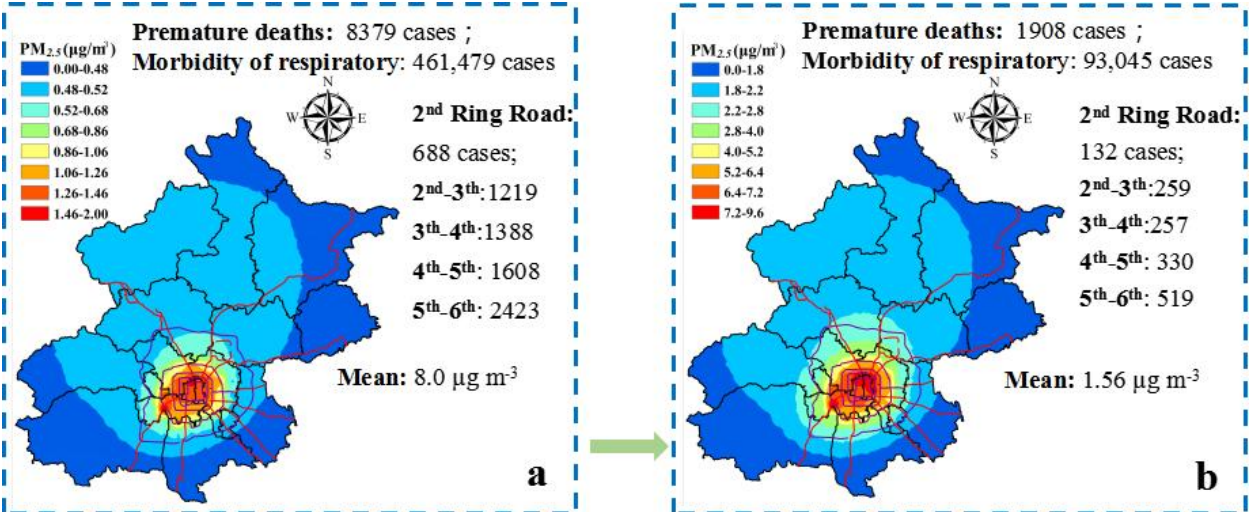 Premature deaths: 8379 cases ;
Morbidity of respiratory: 461,479 cases
PM2.5 (μg/m³)
0.00-0.48
0.48-0.52
0.52-0.68
0.68-0.86
0.86-1.06
1.06-1.26
1.26-1.46
1.46-2.00
N
W E
S
2nd Ring Road:
688 cases;
2nd-3th:1219
3th-4th:1388
4th-5th: 1608
5th-6th: 2423
Mean: 8.0 μg m-3
a
Premature deaths: 1908 cases ;
Morbidity of respiratory: 93,045 cases
PM2.5 (μg/m³)
0.0-1.8
1.8-2.2
2.2-2.8
2.8-4.0
4.0-5.2
5.2-6.4
6.4-7.2
7.2-9.6
N
W E
S
2nd Ring Road:
132 cases;
2nd-3th:259
3th-4th:257
4th-5th: 330
5th-6th: 519
Mean: 1.56 μg m-3
b